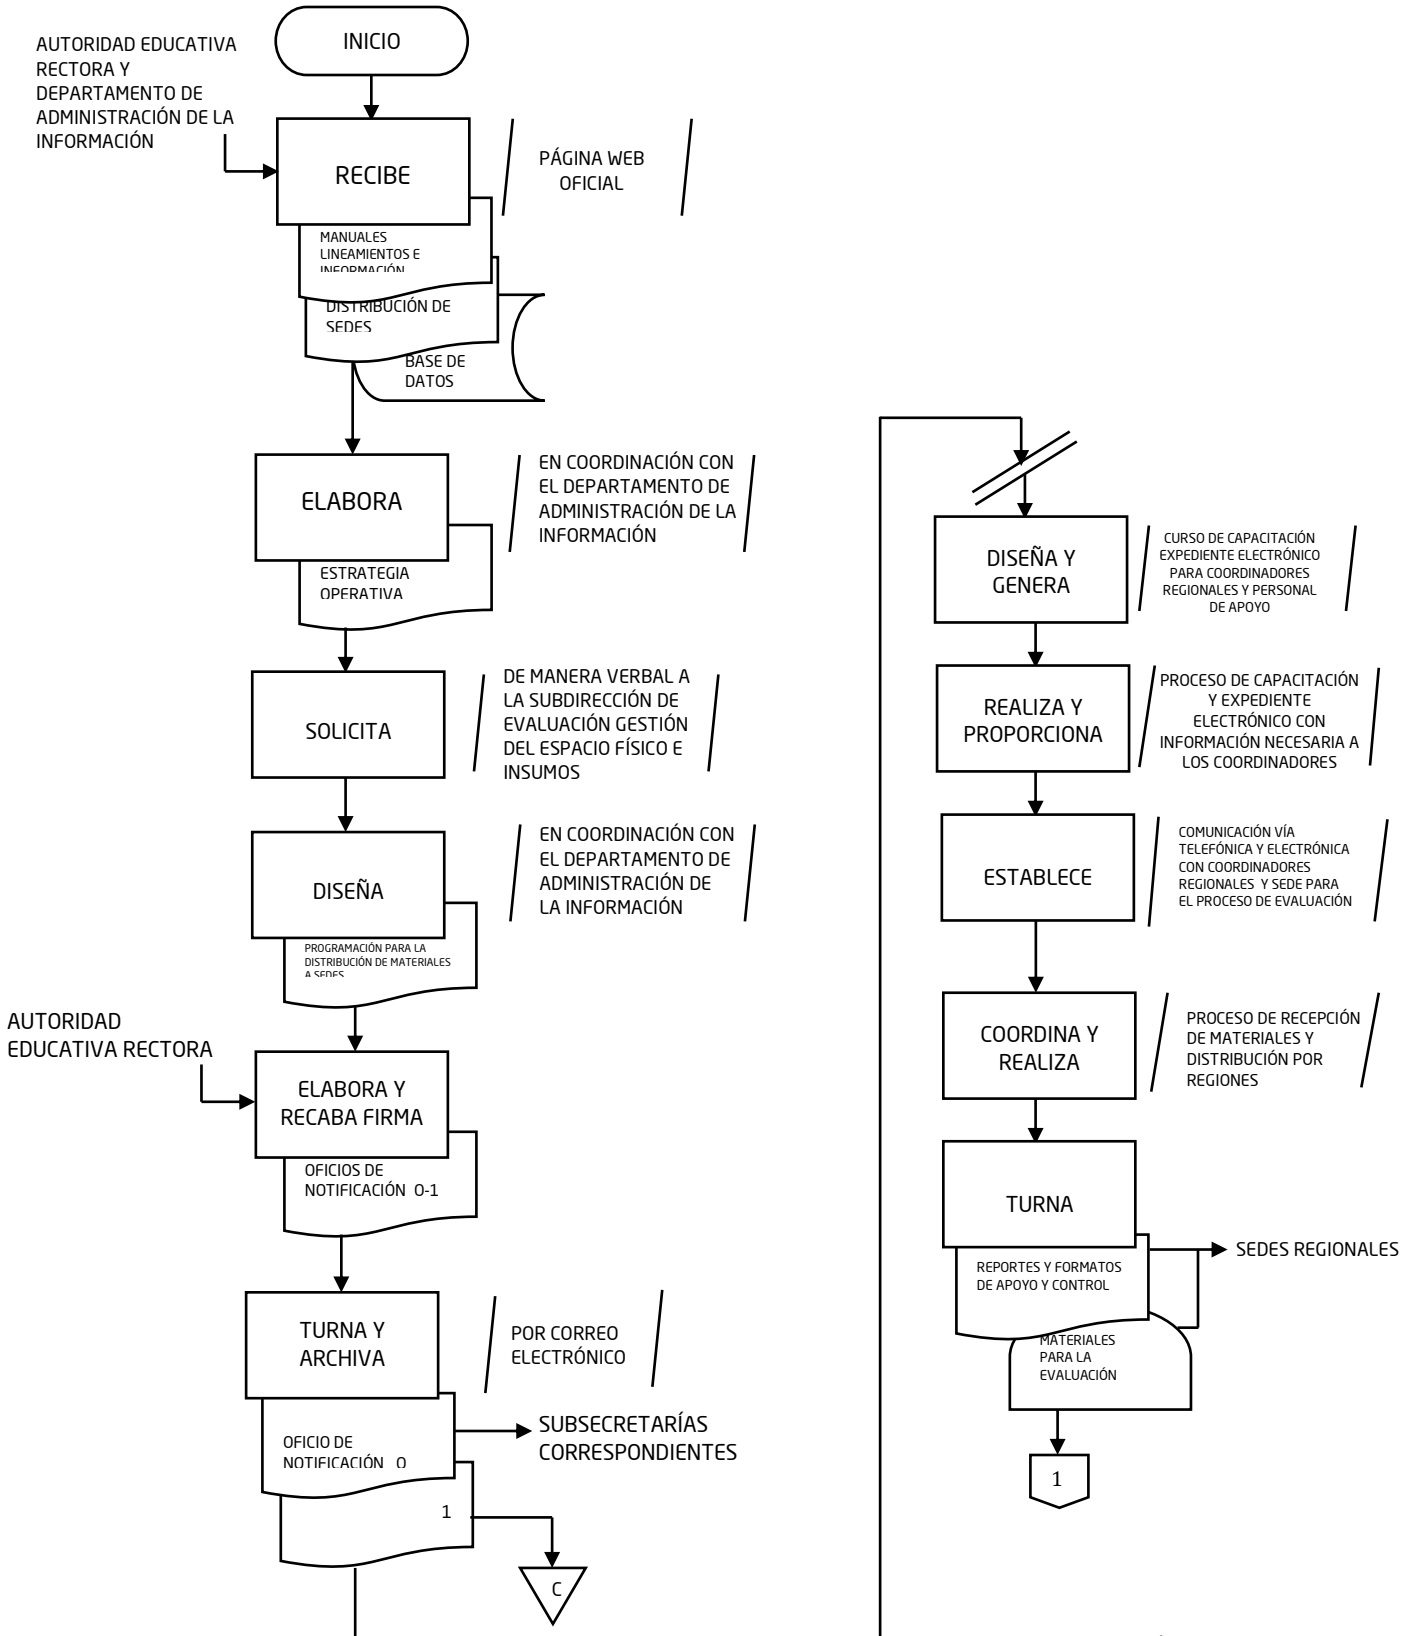 INICIO
AUTORIDAD EDUCATIVA
RECTORA Y
DEPARTAMENTO DE
ADMINISTRACIÓN DE LA
INFORMACIÓN
RECIBE
PÁGINA WEB
OFICIAL
MANUALES
LINEAMIENTOS E
INFORMACIÓN
DISTRIBUCIÓN DE
SEDES
BASE DE
DATOS
ELABORA
EN COORDINACIÓN CON
EL DEPARTAMENTO DE
ADMINISTRACIÓN DE LA
INFORMACIÓN
ESTRATEGIA
OPERATIVA
SOLICITA
DE MANERA VERBAL A
LA SUBDIRECCIÓN DE
EVALUACIÓN GESTIÓN
DEL ESPACIO FÍSICO E
INSUMOS
DISEÑA
EN COORDINACIÓN CON
EL DEPARTAMENTO DE
ADMINISTRACIÓN DE
LA INFORMACIÓN
PROGRAMACIÓN PARA LA
DISTRIBUCIÓN DE MATERIALES
A SEDES
AUTORIDAD
EDUCATIVA RECTORA
ELABORA Y
RECABA FIRMA
OFICIOS DE
NOTIFICACIÓN O-1
TURNA Y
ARCHIVA
POR CORREO
ELECTRÓNICO
OFICIO DE
NOTIFICACIÓN O
SUBSECRETARÍAS
CORRESPONDIENTES
1
C
DISEÑA Y
GENERA
CURSO DE CAPACITACIÓN
EXPEDIENTE ELECTRÓNICO
PARA COORDINADORES
REGIONALES Y PERSONAL
DE APOYO
REALIZA Y
PROPORCIONA
PROCESO DE CAPACITACIÓN
Y EXPEDIENTE
ELECTRÓNICO CON
INFORMACIÓN NECESARIA A
LOS COORDINADORES
ESTABLECE
COMUNICACIÓN VÍA
TELEFÓNICA Y ELECTRÓNICA
CON COORDINADORES
REGIONALES Y SEDE PARA
EL PROCESO DE EVALUACIÓN
COORDINA Y
REALIZA
PROCESO DE RECEPCIÓN
DE MATERIALES Y
DISTRIBUCIÓN POR
REGIONES
TURNA
REPORTES Y FORMATOS
DE APOYO Y CONTROL
SEDES REGIONALES
MATERIALES
PARA LA
EVALUACIÓN
1